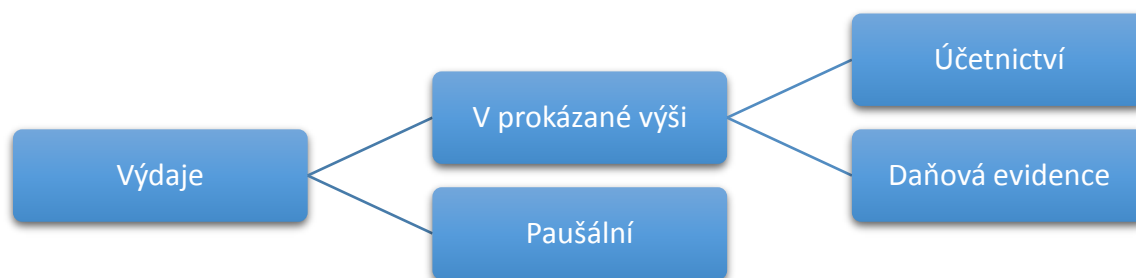 Účetnictví
V prokázané výši
Výdaje
Daňová evidence
Paušální